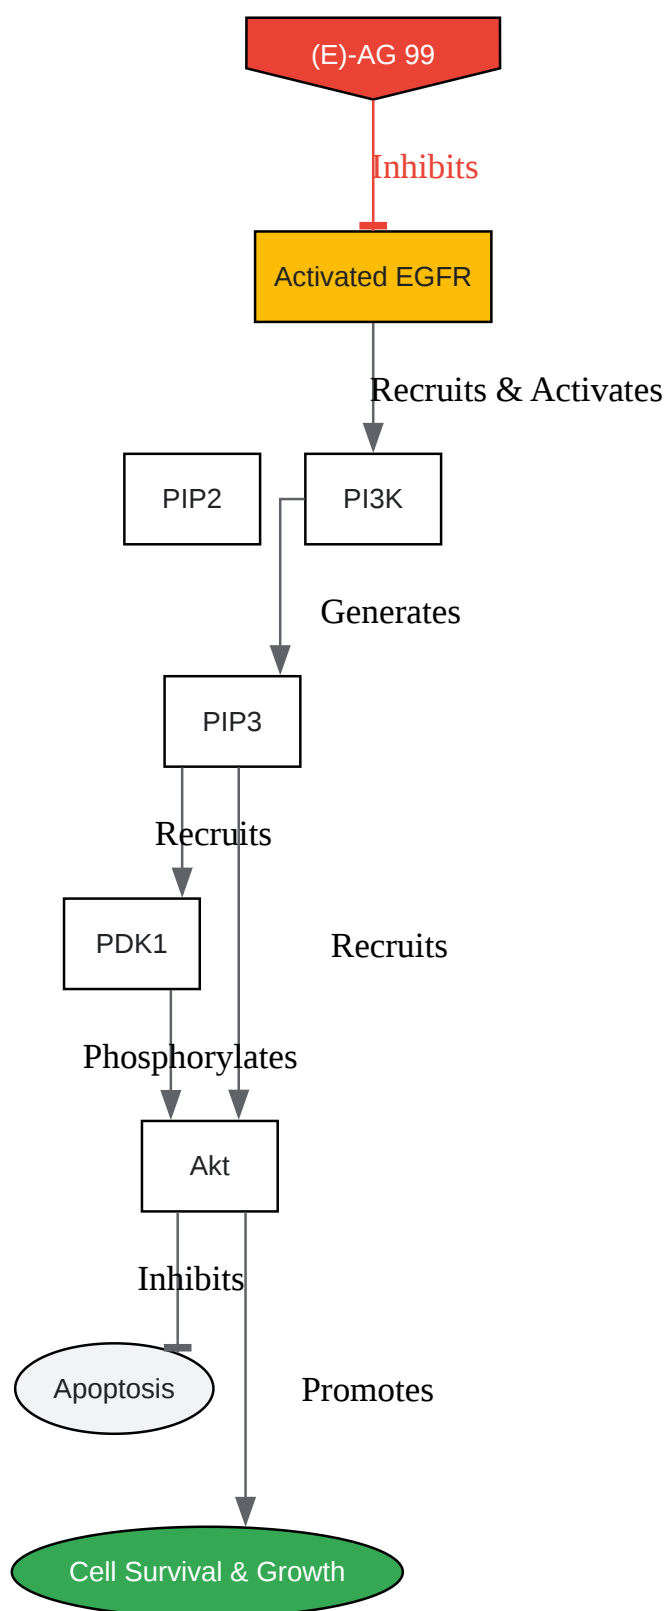 (E)-AG 99
Inhibits
Activated EGFR
Recruits & Activates
PIP2
PI3K
Generates
PIP3
Recruits
PDK1
Recruits
Phosphorylates
Akt
Inhibits
Apoptosis
Promotes
Cell Survival & Growth